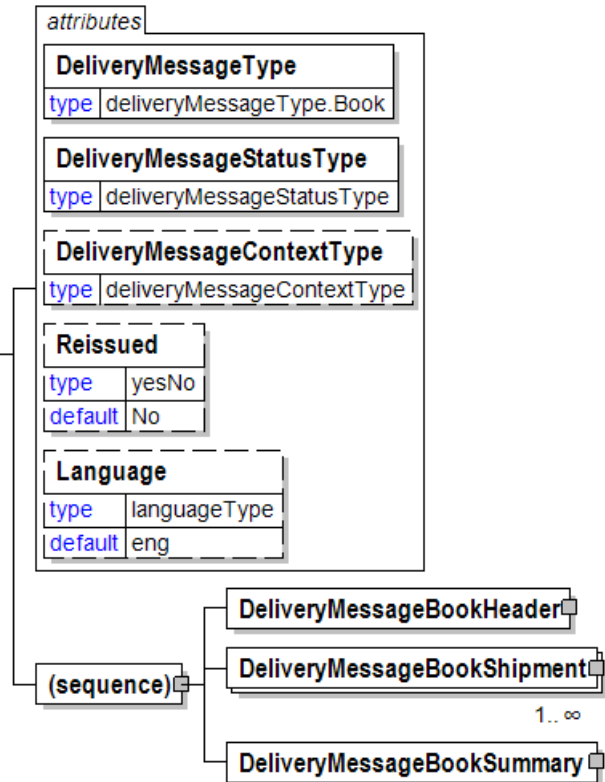 attributes
DeliveryMessageType
type deliveryMessageType.Book
DeliveryMessageStatusType
type deliveryMessageStatusType
DeliveryMessageContextType
type deliveryMessageContextType
Reissued
type yesNo
default No
Language
type languageType
default eng
DeliveryMessageBookHeader
(sequence)
DeliveryMessageBookShipment
1.. ∞
DeliveryMessageBookSummary